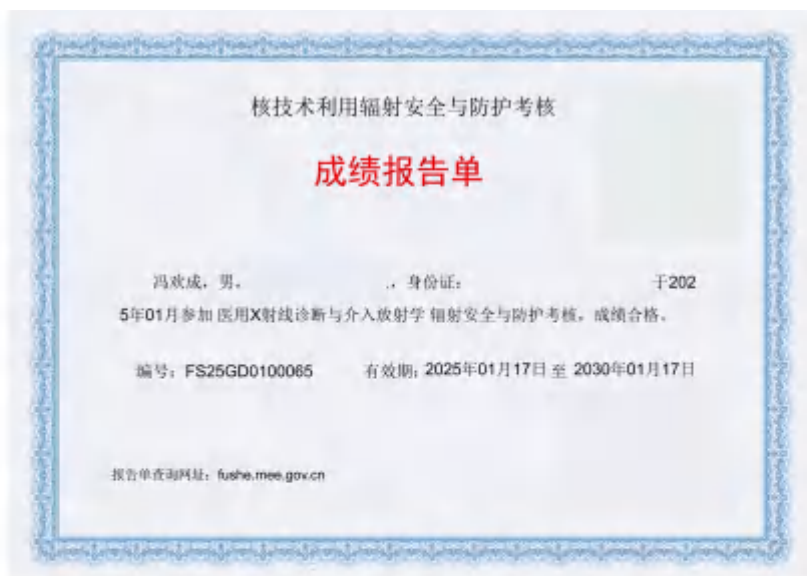 核技术利用辐射安全与防护考核
成绩报告单
冯欢成，男， ，身份证： 于202
5年01月参加 医用X射线诊断与介入放射学 辐射安全与防护考核，成绩合格。
编号：FS25GD0100065 有效期：2025年01月17日 至 2030年01月17日
报告单查询网址：fushe.mee.gov.cn